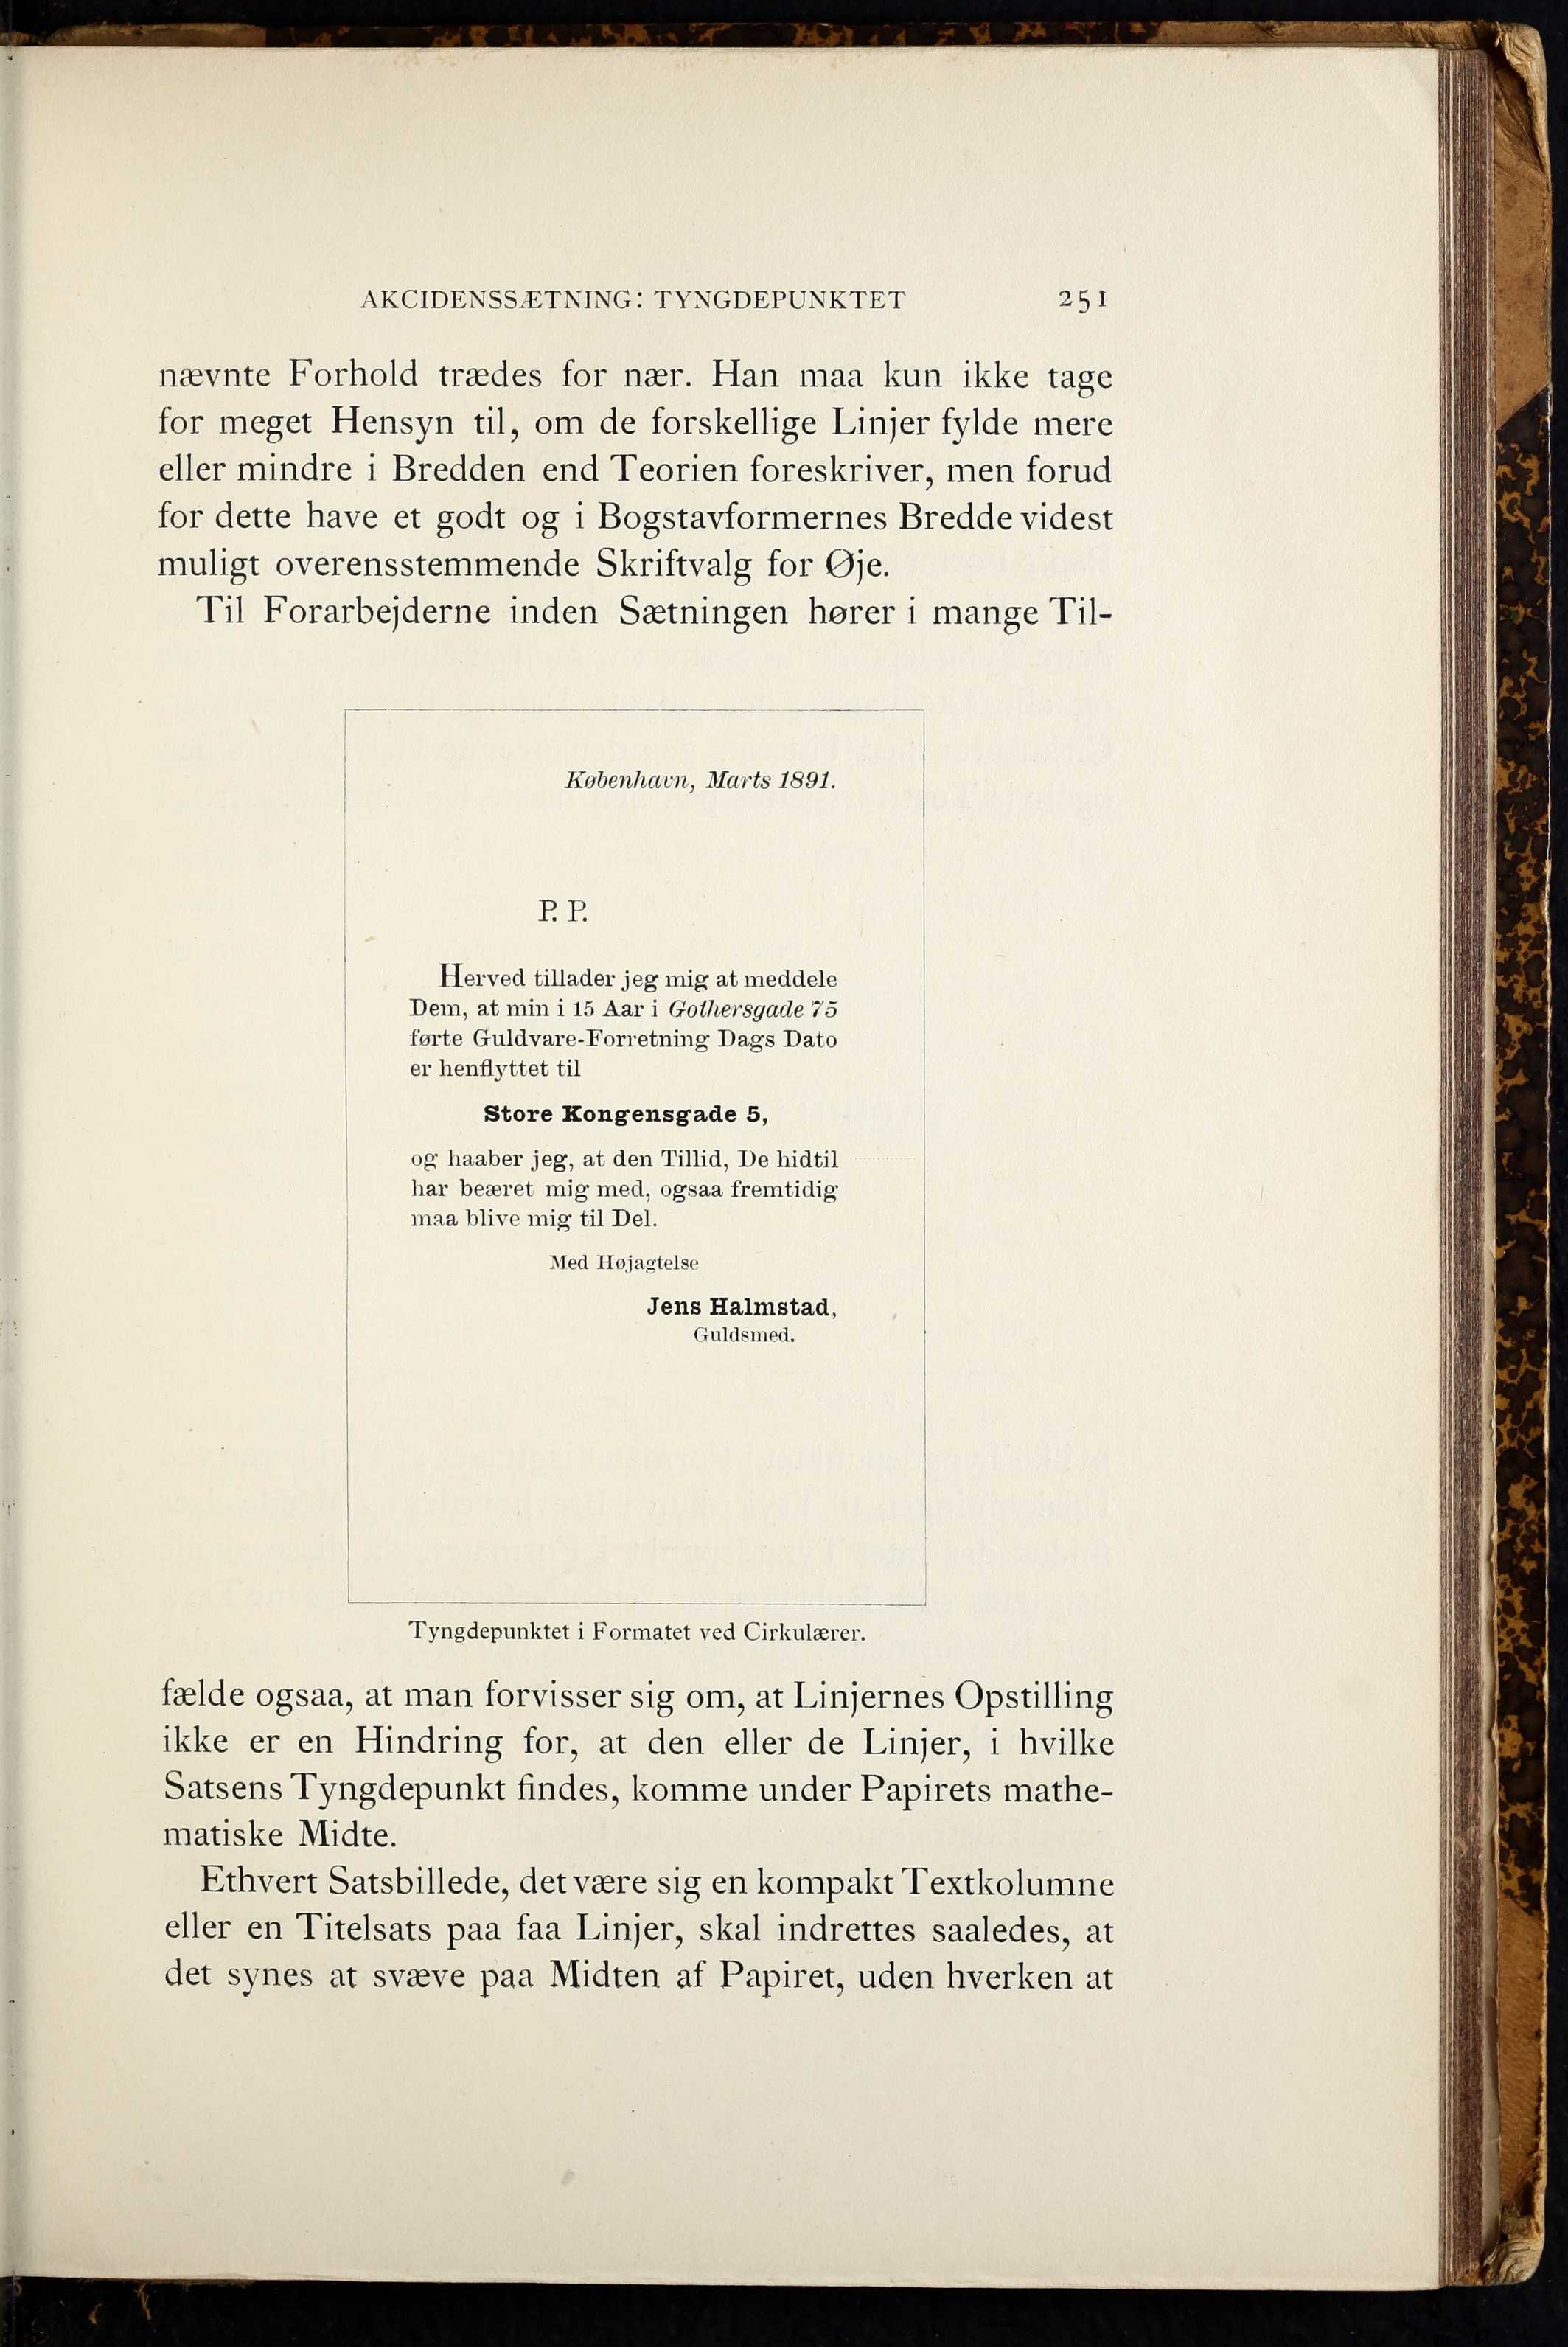 AKCIDENSSÆTNING: TYNGDEPUNKTET 251
nævnte Forhold trædes for nær. Han maa kun ikke tage
for meget Hensyn til, om de forskellige Linjer fylde mere
eller mindre i Bredden end Teorien foreskriver, men forud
for dette have et godt og i Bogstavformernes Bredde videst
muligt overensstemmende Skriftvalg for Øje.
Til Forarbejderne inden Sætningen hører i mange Til-
København, Marts 1891.
P. P.
Herved tillader jeg mig at meddele
Dem, at min i 15 Aar i Gothersgade 75
førte Guldvare-Forretning Dags Dato
er henflyttet til
Store Kongensgade 5,
og haaber jeg, at den Tillid, De hidtil
har beæret mig med, ogsaa fremtidig
maa blive mig til Del.
Med Højagtelse
Jens Halmstad,
Guldsmed.
Tyngdepunktet i Formatet ved Cirkulærer.
fælde ogsaa, at man forvisser sig om, at Linjernes Opstilling
ikke er en Hindring for, at den eller de Linjer, i hvilke
Satsens Tyngdepunkt findes, komme under Papirets mathe-
matiske Midte.
Ethvert Satsbillede, det være sig en kompakt Textkolumne
eller en Titelsats paa faa Linjer, skal indrettes saaledes, at
det synes at svæve paa Midten af Papiret, uden hverken at